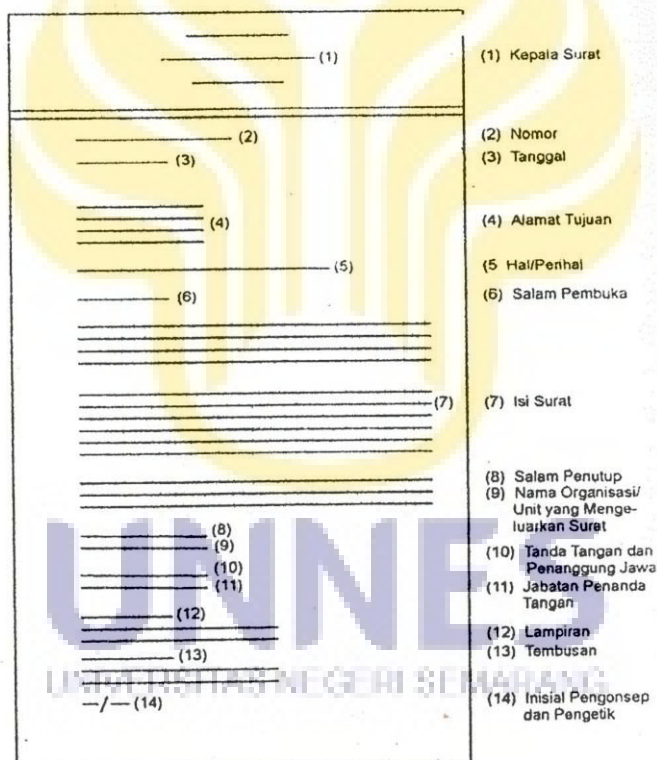 (1)
(1) Kepala Surat
(2)
(2) Nomor
(3)
(3) Tanggal
(4)
(4) Alamat Tujuan
(5)
(5 Hal/Perihal
(6)
(6) Salam Pembuka
(7)
(7) Isi Surat
(8) Salam Penutup
(9) Nama Organisasi/
Unit yang Menge-
luarkan Surat
(8)
(9)
(10)
(10) Tanda Tangan dan
Penanggung Jawa
(11)
(11) Jabatan Penanda
Tangan
(12)
(12) Lampiran
(13)
(13) Tembusan
—/— (14)
(14) Inisial Pengonsep
dan Pengetik
UNNES
UNIVERSITAS NEGERI SEMARANG